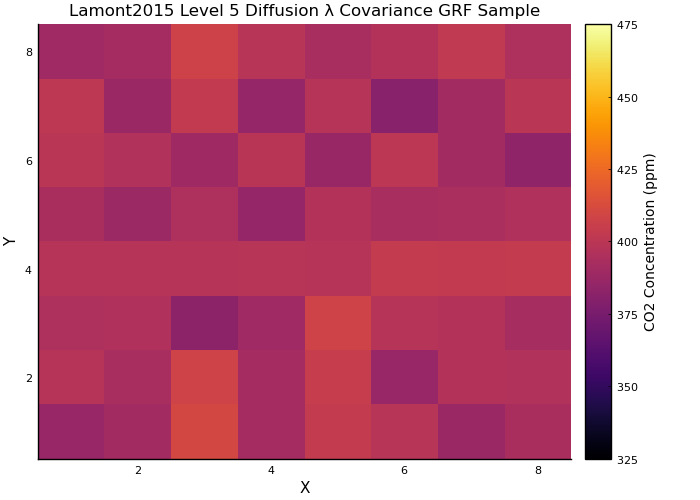 Lamont2015 Level 5 Diffusion λ Covariance GRF Sample
8
6
4
2
Y
2 4 6 8
X
475
450
425
400
375
350
325
CO2 Concentration (ppm)